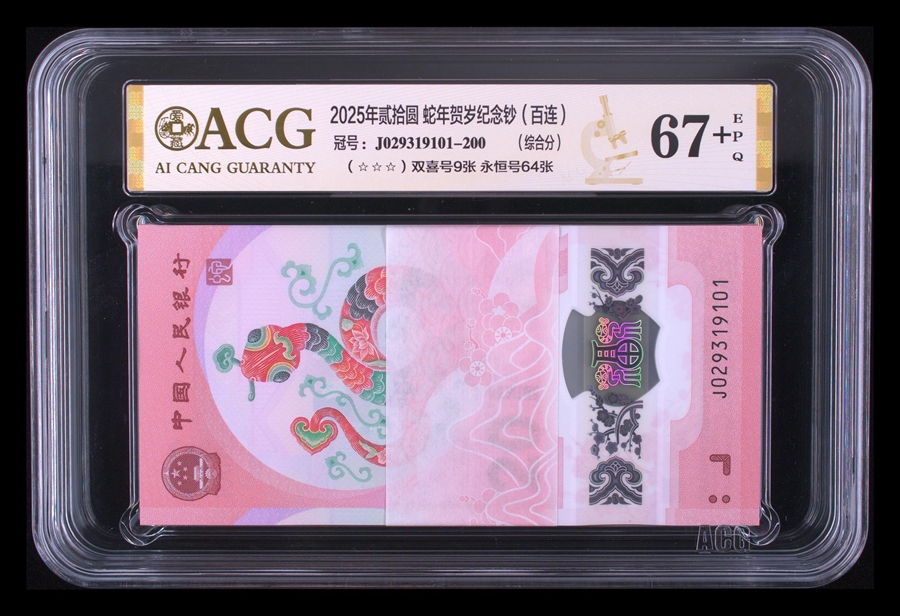 ACG
AI CANG GUARANTY
2025年贰拾圆 蛇年贺岁纪念钞(百连)
冠号: J029319101-200 (综合分)
(☆☆☆)双喜号9张 永恒号64张
67+
EPQ
中国人民银行
J029319101
ACG